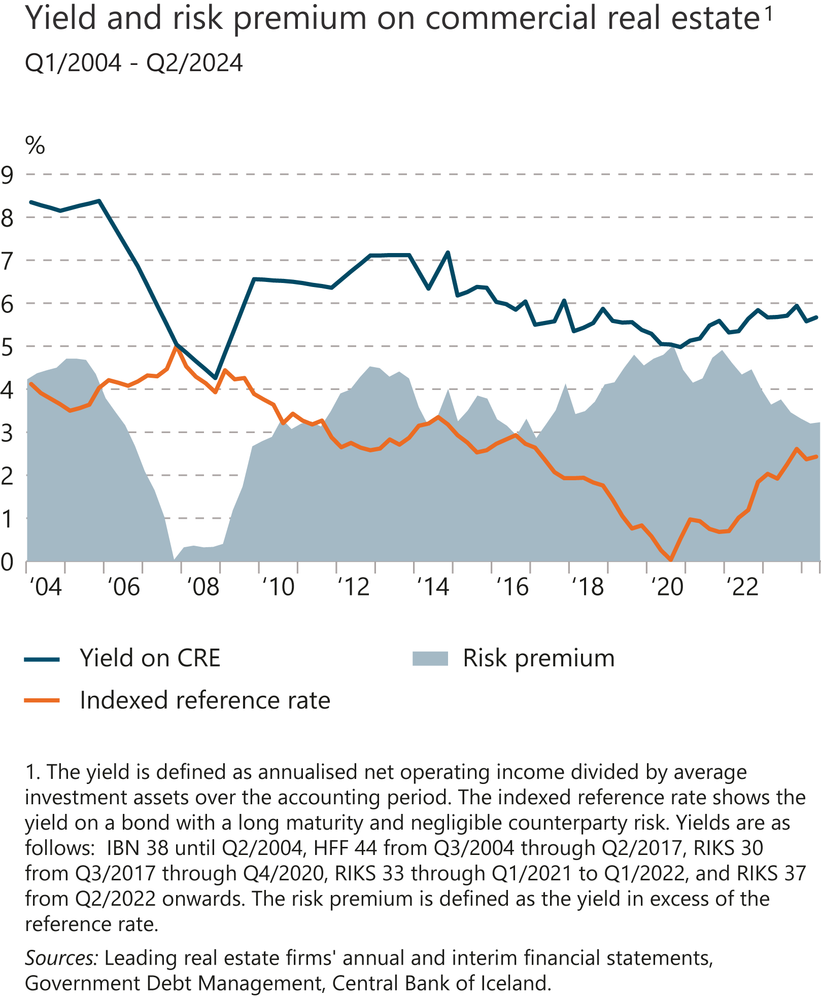 Yield and risk premium on commercial real estate¹
Q1/2004 - Q2/2024
%
9
8
7
6
5
4
3
2
1
0
‘04 ‘06 ‘08 ‘10 ‘12 ‘14 ‘16 ‘18 ‘20 ‘22
Yield on CRE
Risk premium
Indexed reference rate
1. The yield is defined as annualised net operating income divided by average
investment assets over the accounting period. The indexed reference rate shows the
yield on a bond with a long maturity and negligible counterparty risk. Yields are as
follows:  IBN 38 until Q2/2004, HFF 44 from Q3/2004 through Q2/2017, RIKS 30
from Q3/2017 through Q4/2020, RIKS 33 through Q1/2021 to Q1/2022, and RIKS 37
from Q2/2022 onwards. The risk premium is defined as the yield in excess of the
reference rate.
Sources: Leading real estate firms' annual and interim financial statements,
Government Debt Management, Central Bank of Iceland.